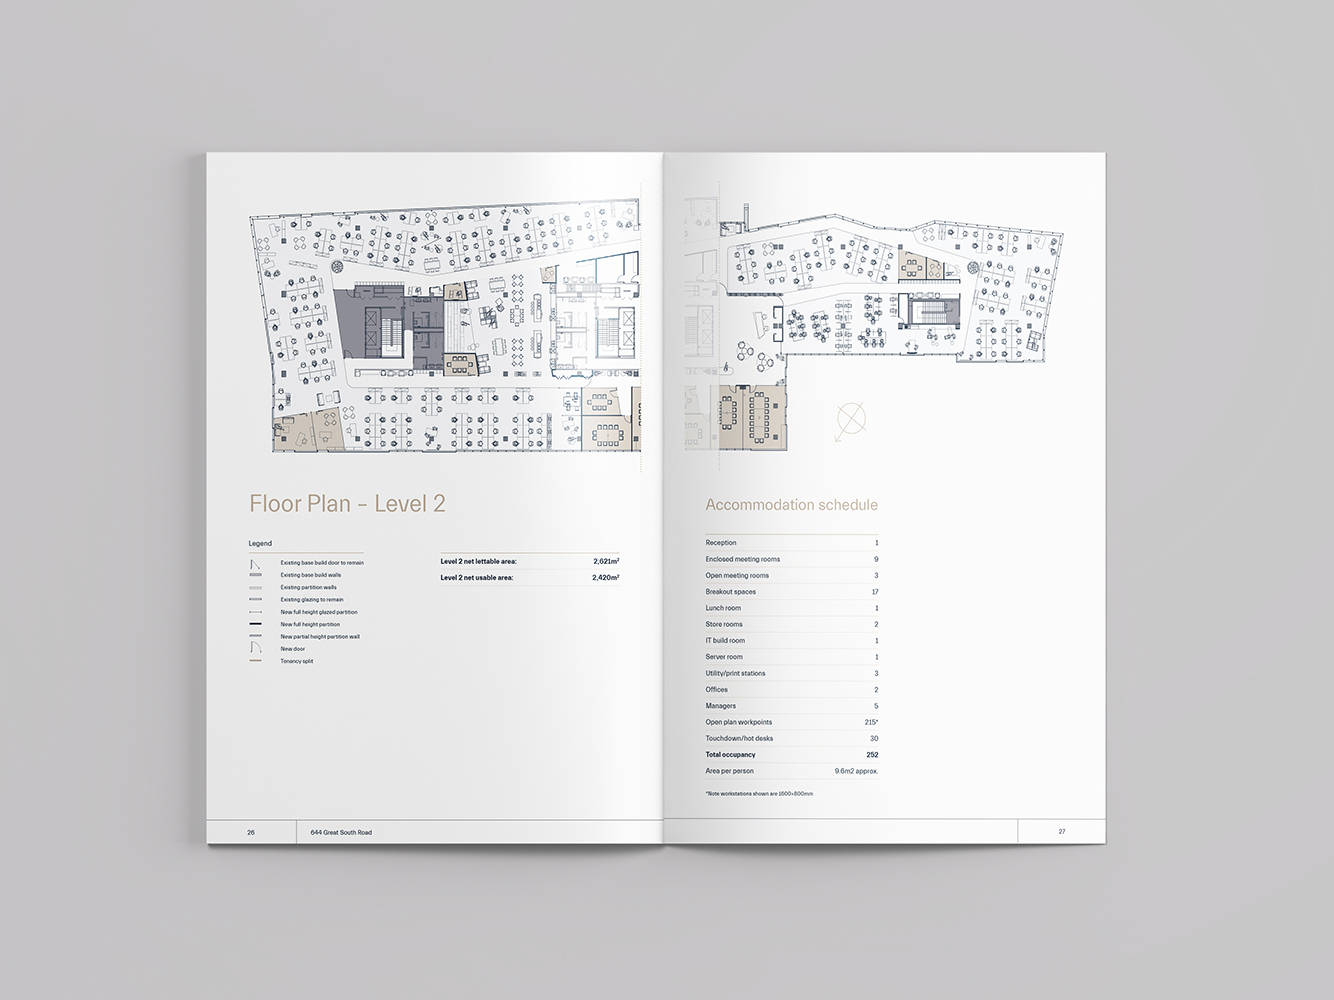 Floor Plan – Level 2
Legend
Existing base build door to remain
Existing base build walls
Existing partition walls
Existing glazing to remain
New full height glazed partition
New full height partition
New partial height partition wall
New door
Tenancy split
Level 2 net lettable area: 2,621m²
Level 2 net usable area: 2,420m²
26
644 Great South Road
Accommodation schedule
Reception 1
Enclosed meeting rooms 9
Open meeting rooms 3
Breakout spaces 17
Lunch room 1
Store rooms 2
IT build room 1
Server room 1
Utility/print stations 3
Offices 2
Managers 5
Open plan workpoints 215*
Touchdown/hot desks 30
Total occupancy 252
Area per person 9.6m2 approx.
*Note workstations shown are 1600×800mm
27